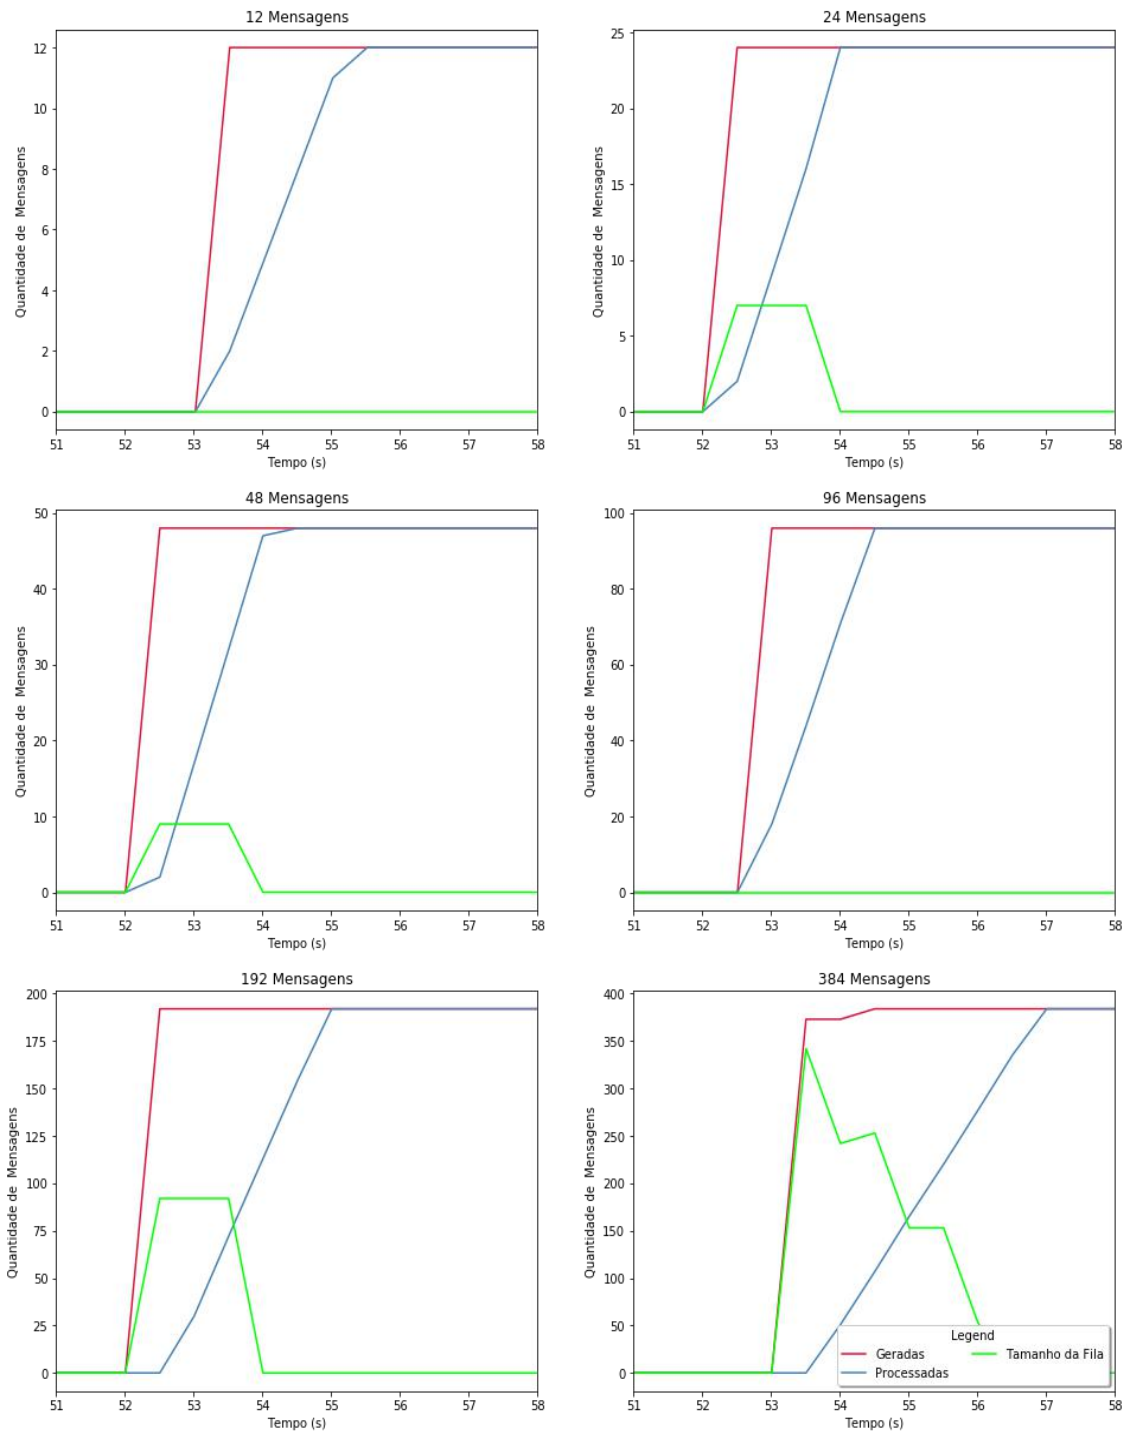 12 Mensagens
Quantidade de  Mensagens
12
10
8
6
4
2
0
51 52 53 54 55 56 57 58
Tempo (s)
24 Mensagens
Quantidade de  Mensagens
25
20
15
10
5
0
51 52 53 54 55 56 57 58
Tempo (s)
48 Mensagens
Quantidade de  Mensagens
50
40
30
20
10
0
51 52 53 54 55 56 57 58
Tempo (s)
96 Mensagens
Quantidade de  Mensagens
100
80
60
40
20
0
51 52 53 54 55 56 57 58
Tempo (s)
192 Mensagens
Quantidade de  Mensagens
200
175
150
125
100
75
50
25
0
51 52 53 54 55 56 57 58
Tempo (s)
384 Mensagens
Quantidade de  Mensagens
400
350
300
250
200
150
100
50
0
51 52 53 54 55 56 57 58
Tempo (s)
Legend
Geradas Tamanho da Fila
Processadas